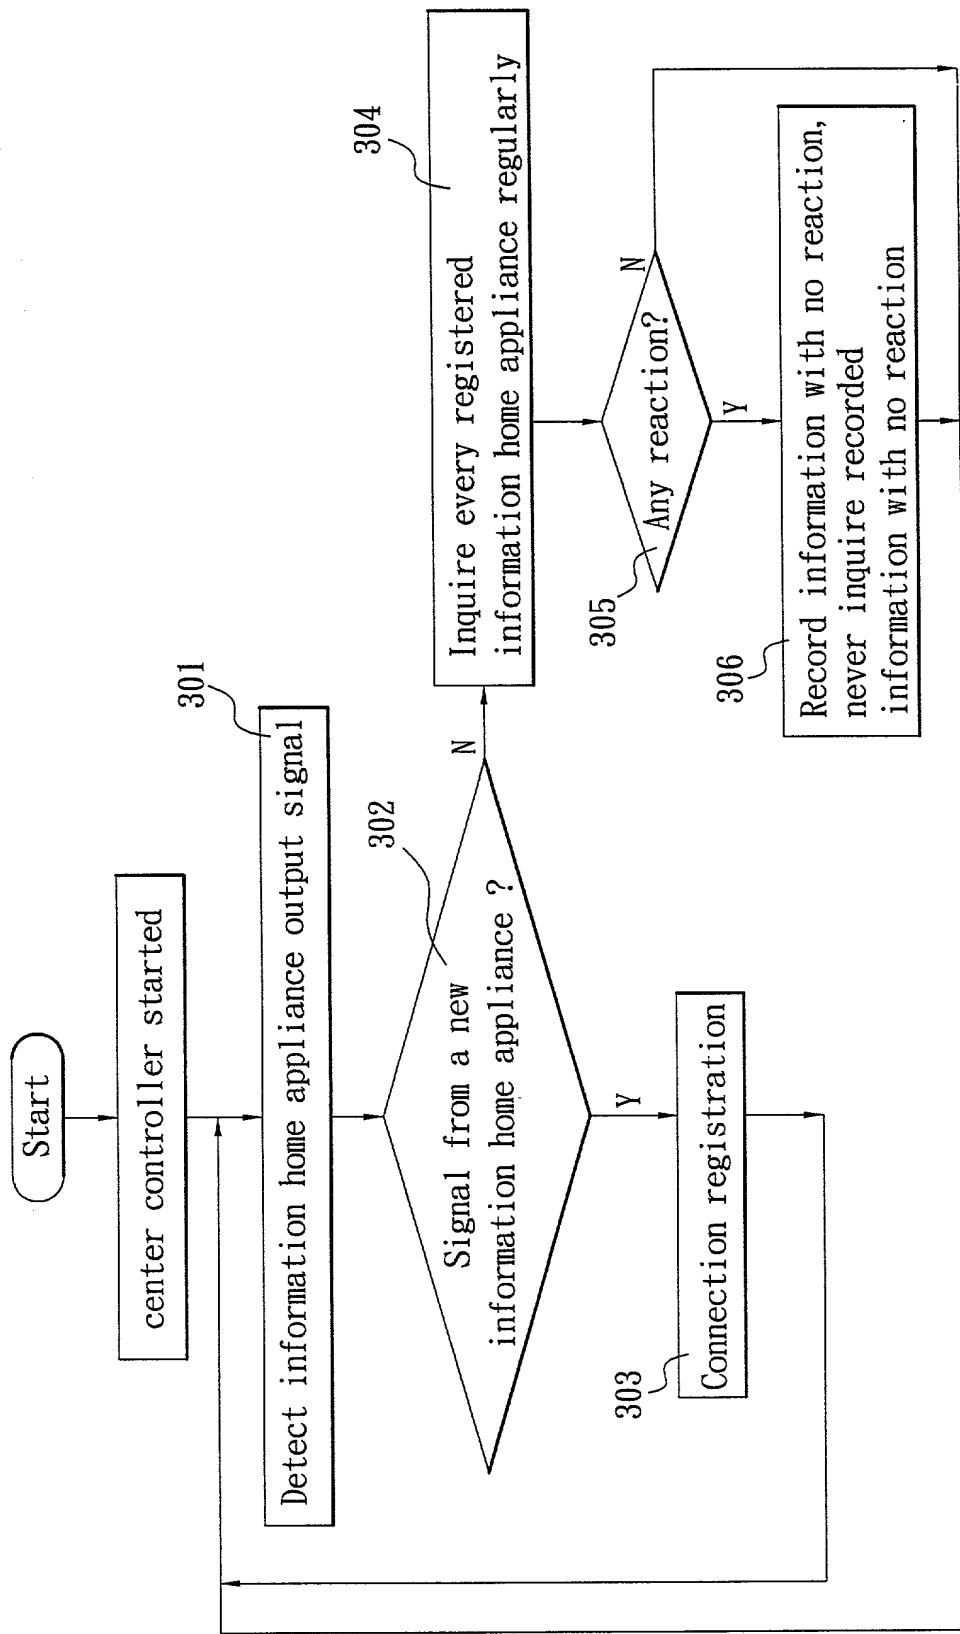 Start
center controller started
301
Detect information home appliance output signal
302
Signal from a new
information home appliance ?
N
Y
303
Connection registration
304
Inquire every registered
information home appliance regularly
305
Any reaction?
N
Y
306
Record information with no reaction,
never inquire recorded
information with no reaction